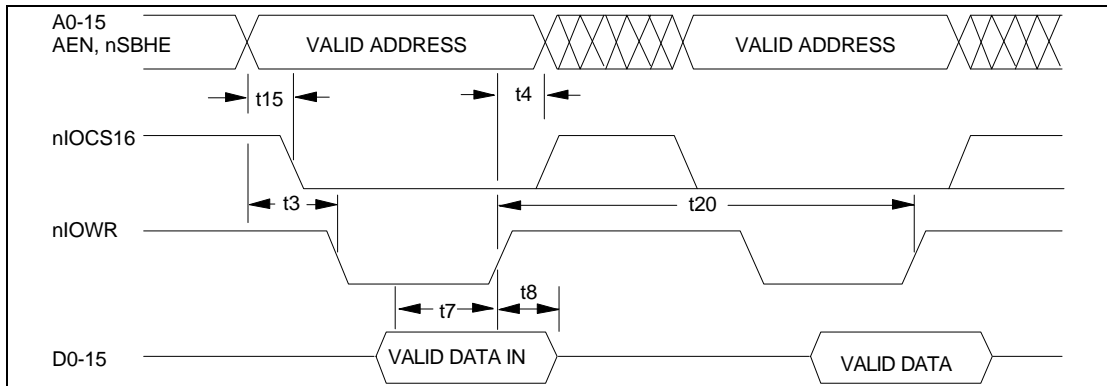 A0-15
AEN, nSBHE
VALID ADDRESS
VALID ADDRESS
t15
t4
nIOCS16
t3
t20
nIOWR
t7
t8
D0-15
VALID DATA IN
VALID DATA